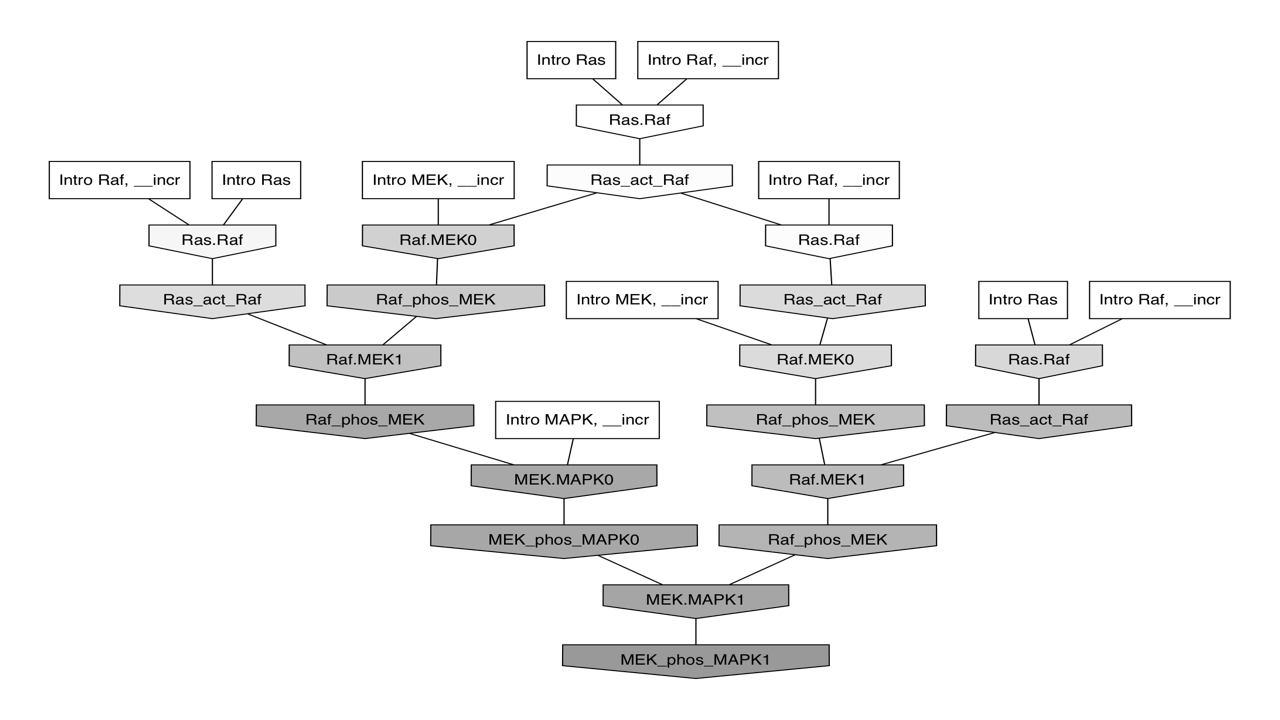 Intro Ras
Intro Raf, __incr
Ras.Raf
Intro Raf, __incr
Intro Ras
Intro MEK, __incr
Ras_act_Raf
Intro Raf, __incr
Ras.Raf
Raf.MEK0
Ras.Raf
Ras_act_Raf
Raf_phos_MEK
Intro MEK, __incr
Ras_act_Raf
Intro Ras
Intro Raf, __incr
Raf.MEK1
Raf.MEK0
Ras.Raf
Raf_phos_MEK
Intro MAPK, __incr
Raf_phos_MEK
Ras_act_Raf
MEK.MAPK0
Raf.MEK1
MEK_phos_MAPK0
Raf_phos_MEK
MEK.MAPK1
MEK_phos_MAPK1